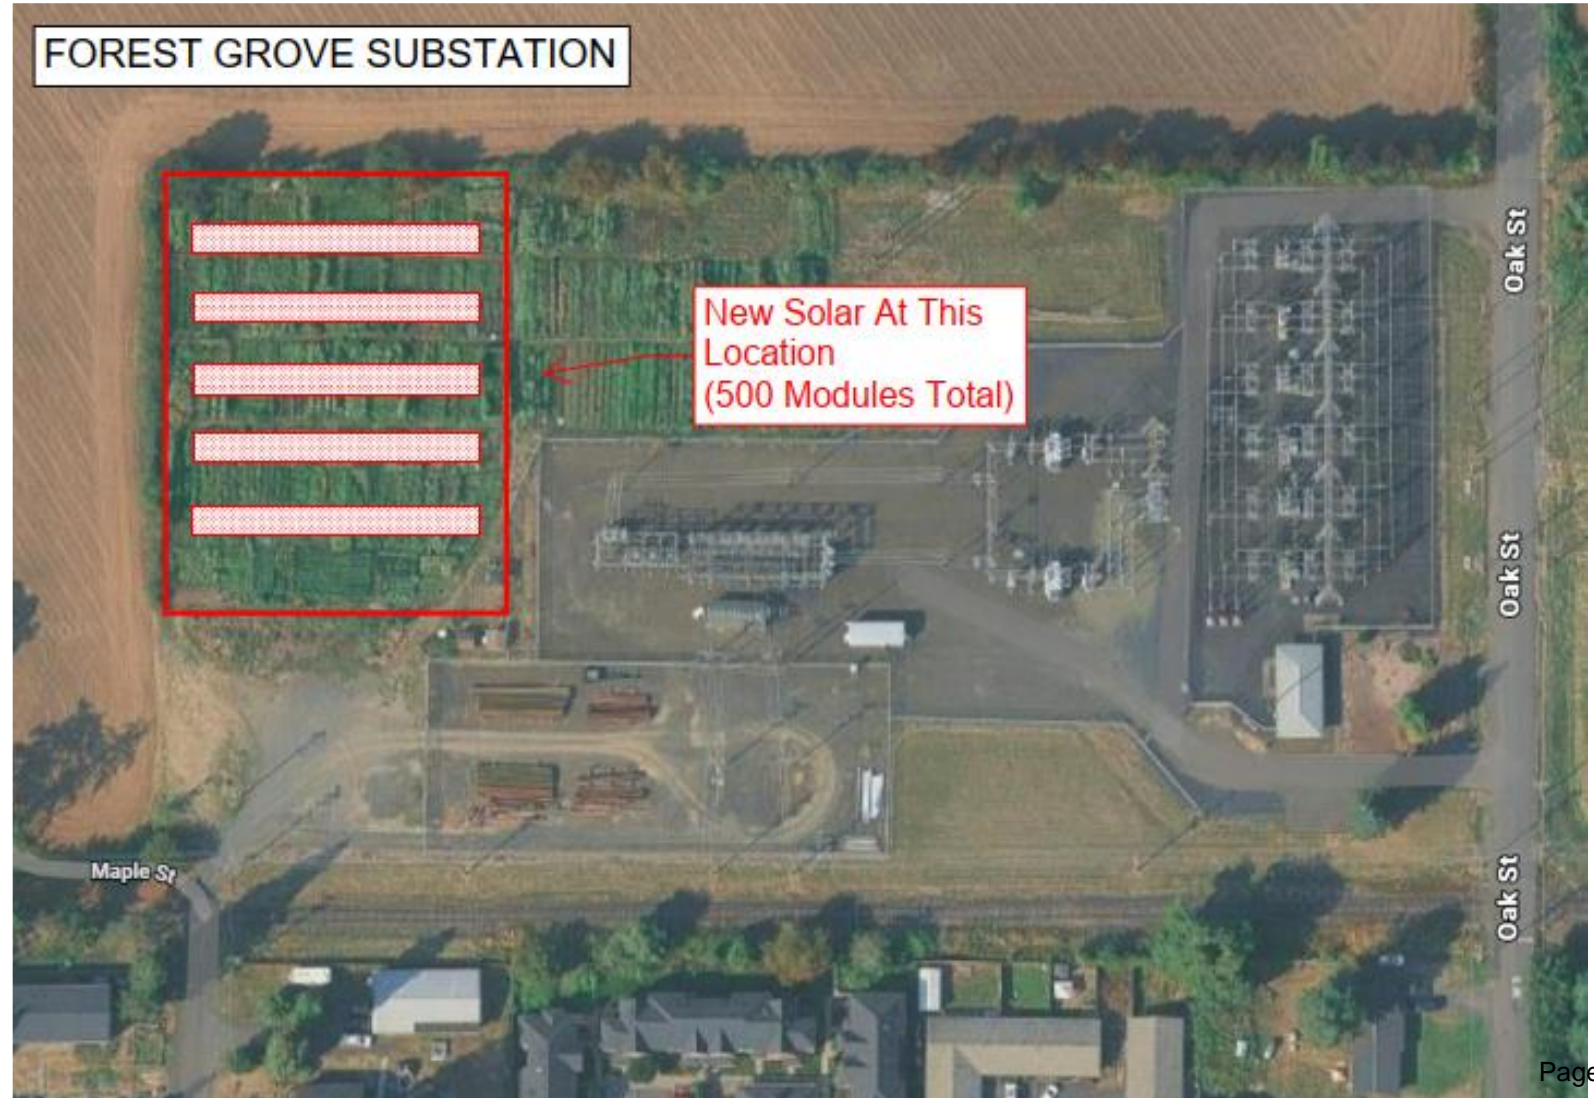 FOREST GROVE SUBSTATION
Oak St
New Solar At This
Location
(500 Modules Total)
Oak St
Maple St
Oak St
Page